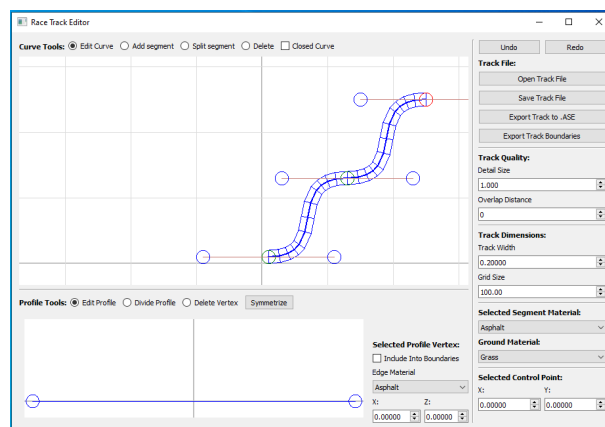 Race Track Editor
Curve Tools: Edit Curve Add segment Split segment Delete Closed Curve
Undo Redo
Track File:
Open Track File
Save Track File
Export Track to .ASE
Export Track Boundaries
Track Quality:
Detail Size
1.000
Overlap Distance
0
Track Dimensions:
Track Width
0.20000
Grid Size
100.00
Selected Segment Material:
Asphalt
Ground Material:
Grass
Selected Control Point:
X: Y:
0.00000 0.00000
Profile Tools: Edit Profile Divide Profile Delete Vertex Symmetrize
Selected Profile Vertex:
Include Into Boundaries
Edge Material
Asphalt
X: Z:
0.00000 0.00000